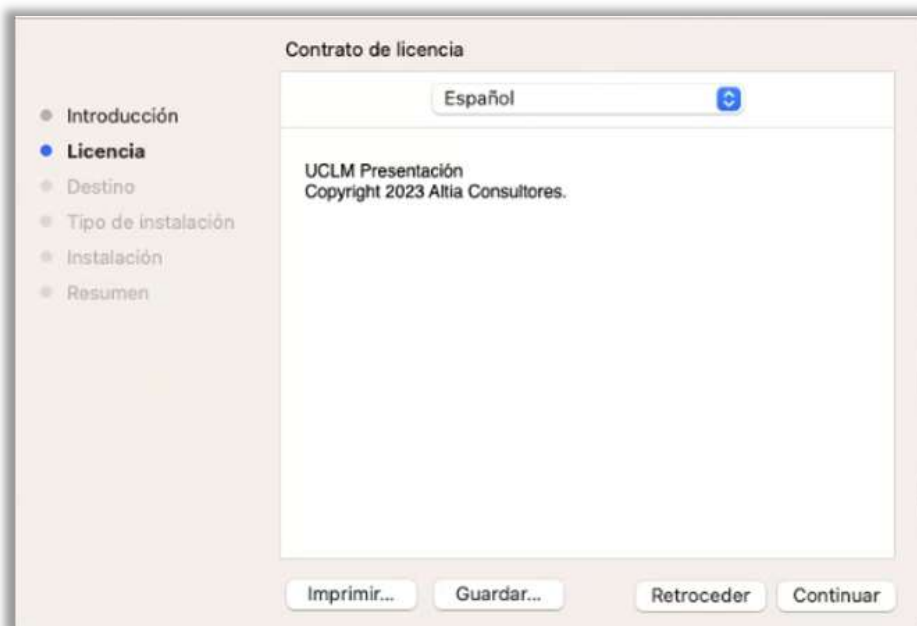 Contrato de licencia
Español
Introducción
Licencia
Destino
Tipo de instalación
Instalación
Resumen
UCLM Presentación
Copyright 2023 Altia Consultores.
Imprimir...
Guardar...
Retroceder
Continuar